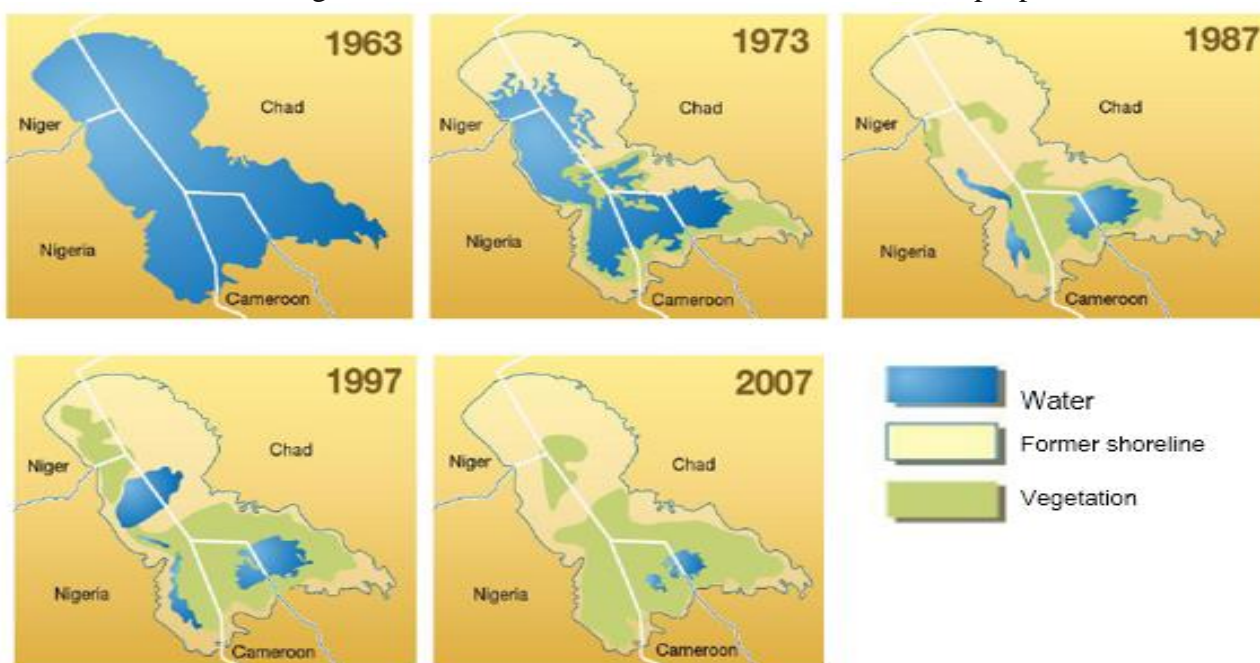 1963
Chad
Niger
Nigeria
Cameroon
1973
Chad
Niger
Nigeria
Cameroon
1987
Chad
Niger
Nigeria
Cameroon
1997
Chad
Niger
Nigeria
Cameroon
2007
Chad
Niger
Nigeria
Cameroon
Water
Former shoreline
Vegetation